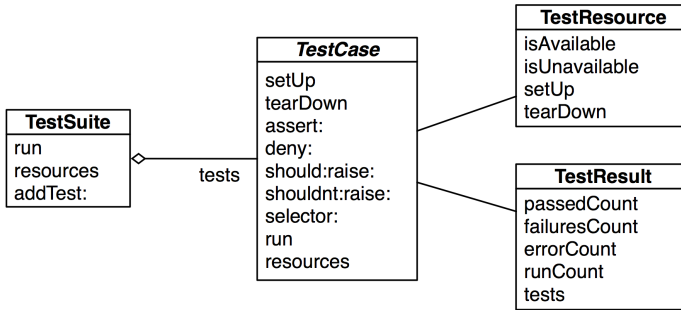 TestSuite
run
resources
addTest:
tests
TestCase
setUp
tearDown
assert:
deny:
should:raise:
shouldnt:raise:
selector:
run
resources
TestResource
isAvailable
isUnavailable
setUp
tearDown
TestResult
passedCount
failuresCount
errorCount
runCount
tests